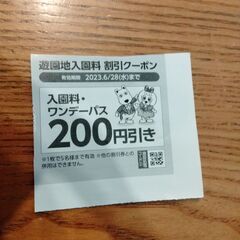 遊園地入園料 割引クーポン
有効期間 2023.6/28(水)まで
入園料・
ワンデーパス
200円引き
※1枚で5名様まで有効 ※他の割引券との
併用はできません。